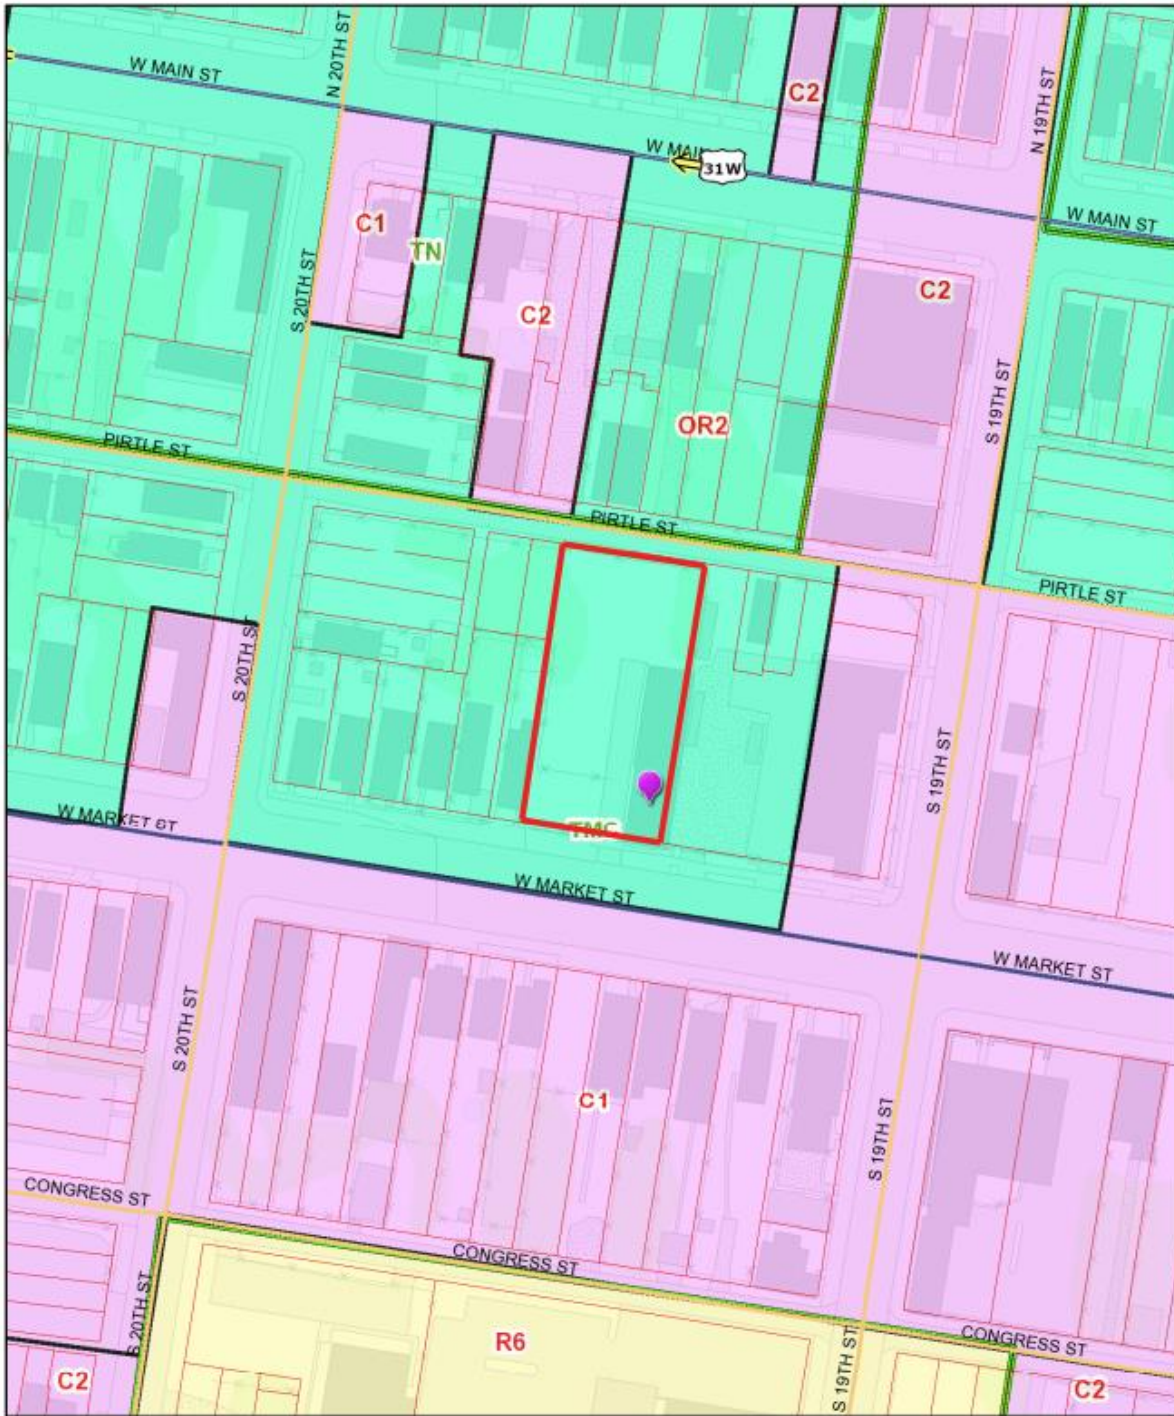 W MAIN ST
N 20TH ST
C2
N 19TH ST
W MAIN
31W
W MAIN ST
C1
TN
S 20TH ST
C2
C2
S 19TH ST
OR2
PIRTLE ST
PIRTLE ST
PIRTLE ST
S 20TH ST
S 19TH ST
W MARKET ST
TMC
W MARKET ST
W MARKET ST
S 20TH ST
C1
S 19TH ST
CONGRESS ST
CONGRESS ST
S 20TH ST
R6
S 19TH ST
CONGRESS ST
C2
C2